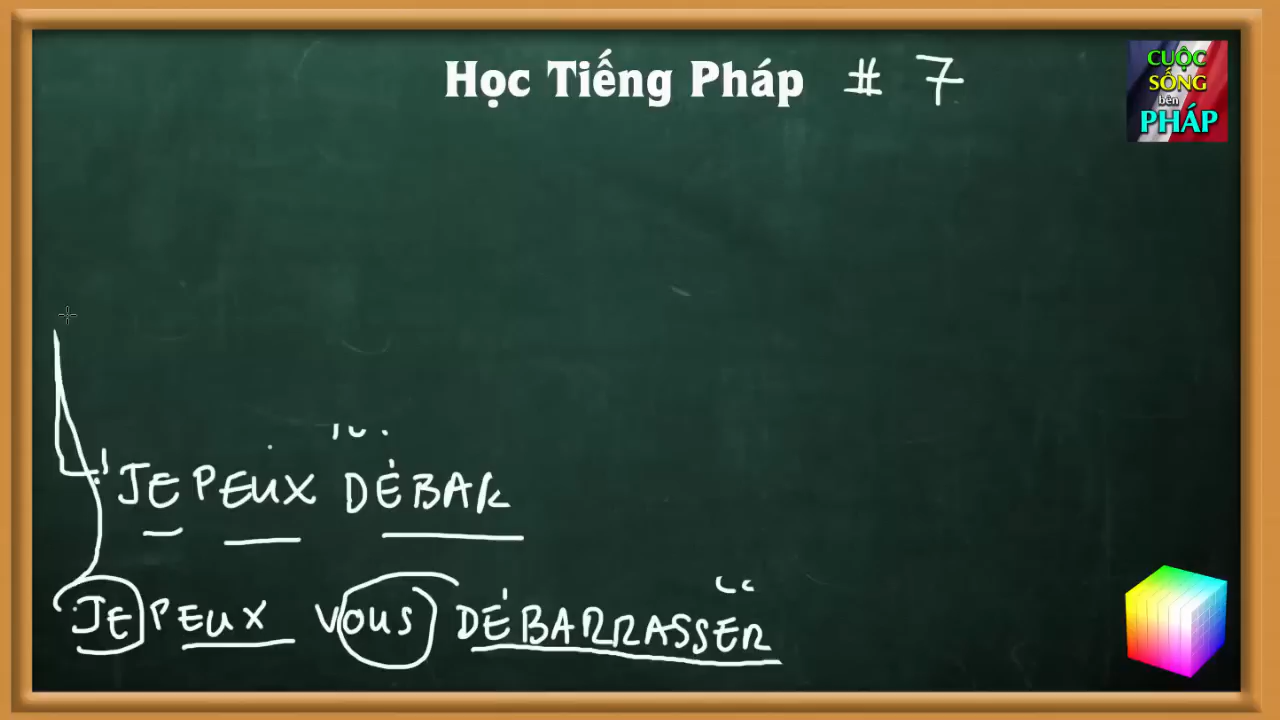 Học Tiếng Pháp # 7
CUỘC
SỐNG
bên
PHÁP
JE PEUX DÉBAR
JE PEUX VOUS DÉBARRASSER